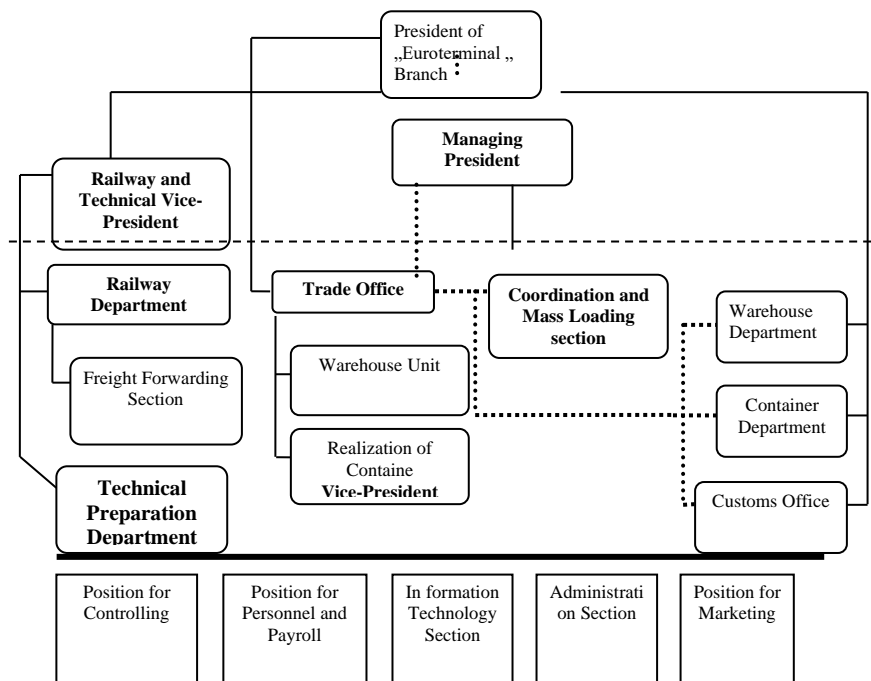 President of
„Euroterminal „
Branch
Managing
President
Railway and
Technical Vice-
President
Railway
Department
Trade Office
Coordination and
Mass Loading
section
Warehouse
Department
Freight Forwarding
Section
Warehouse Unit
Container
Department
Realization of
Containe
Vice-President
Technical
Preparation
Department
Customs Office
Position for
Controlling
Position for
Personnel and
Payroll
In formation
Technology
Section
Administrati
on Section
Position for
Marketing